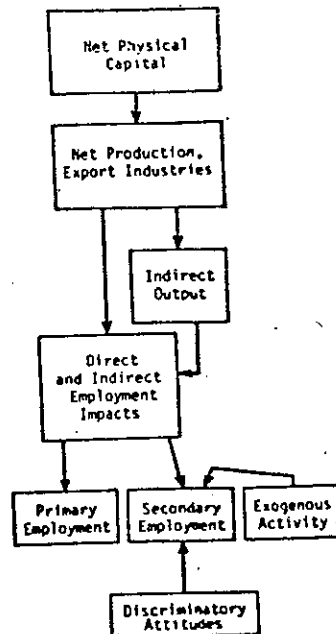 Net Physical
Capital
Net Production,
Export Industries
Indirect
Output
Direct
and Indirect
Employment
Impacts
Primary
Employment
Secondary
Employment
Exogenous
Activity
Discriminatory
Attitudes